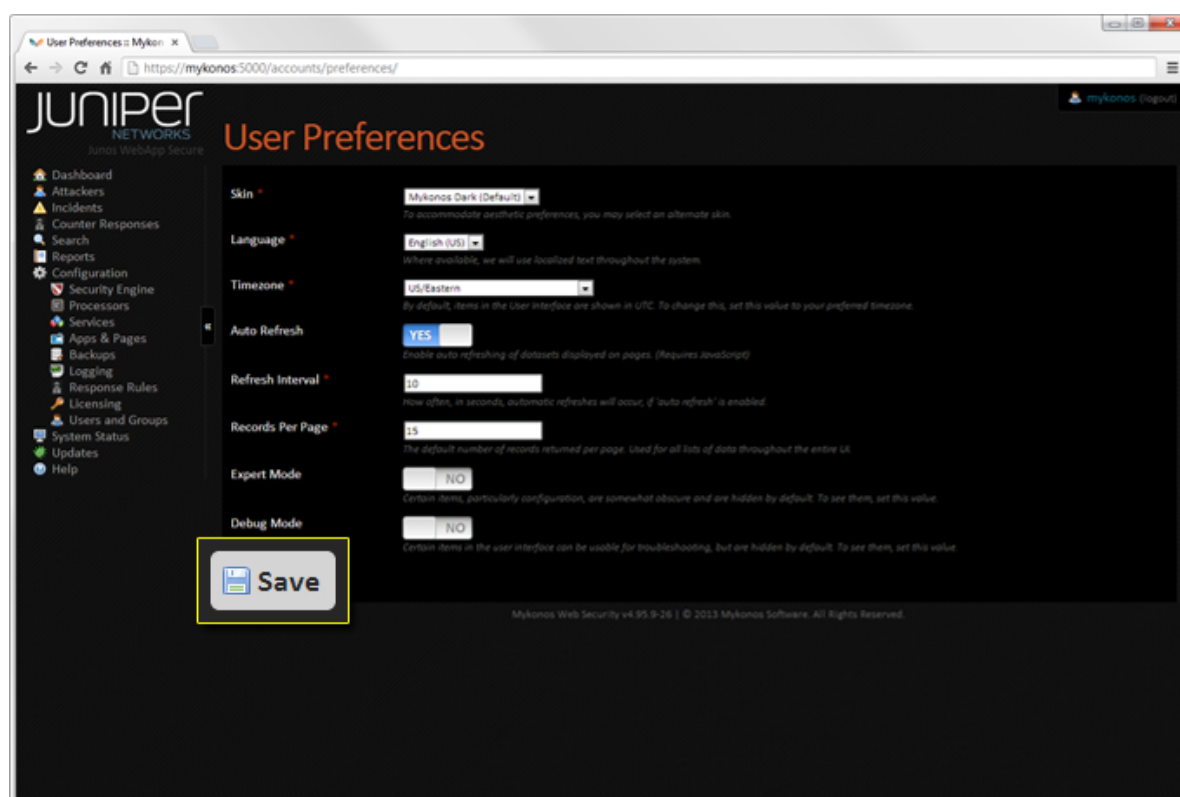 User Preferences :: Mykon
https://mykonos:5000/accounts/preferences/
JUNIPER
NETWORKS
Junos WebApp Secure
mykonos (logout)
User Preferences
Dashboard
Attackers
Incidents
Counter Responses
Search
Reports
Configuration
Security Engine
Processors
Services
Apps & Pages
Backups
Logging
Response Rules
Licensing
Users and Groups
System Status
Updates
Help
«
Skin *
Mykonos Dark (Default)
To accommodate aesthetic preferences, you may select an alternate skin.
Language *
English (US)
Where available, we will use localized text throughout the system.
Timezone *
US/Eastern
By default, items in the User Interface are shown in UTC. To change this, set this value to your preferred timezone.
Auto Refresh
YES
Enable auto refreshing of datasets displayed on pages. (Requires JavaScript)
Refresh Interval *
10
How often, in seconds, automatic refreshes will occur, if 'auto refresh' is enabled.
Records Per Page *
15
The default number of records returned per page. Used for all lists of data throughout the entire UI.
Expert Mode
NO
Certain items, particularly configuration, are somewhat obscure and are hidden by default. To see them, set this value.
Debug Mode
NO
Certain items in the user interface can be usable for troubleshooting, but are hidden by default. To see them, set this value.
Save
Mykonos Web Security v4.95.9-26 | © 2013 Mykonos Software. All Rights Reserved.